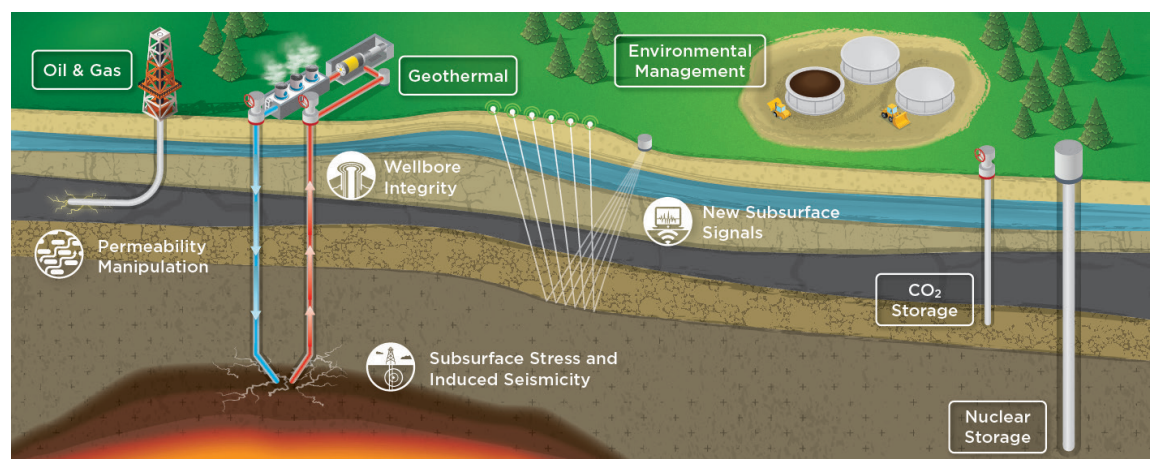 Oil & Gas
Geothermal
Environmental
Management
Wellbore
Integrity
New Subsurface
Signals
Permeability
Manipulation
CO₂
Storage
Subsurface Stress and
Induced Seismicity
Nuclear
Storage